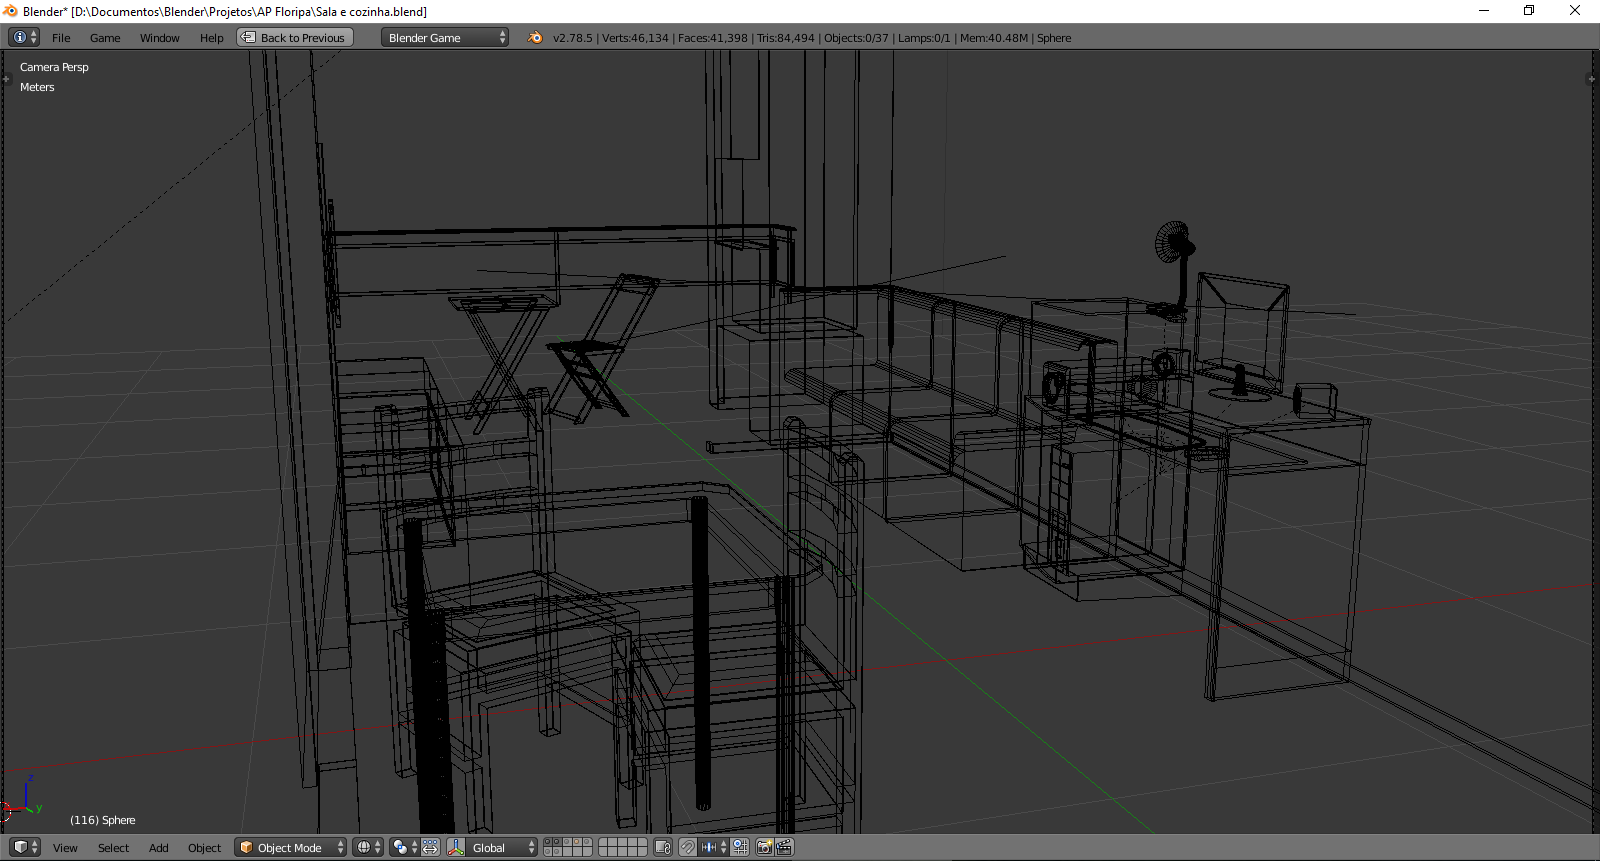 Blender* [D:\Documentos\Blender\Projetos\AP Floripa\Sala e cozinha.blend]
File Game Window Help Back to Previous Blender Game v2.78.5 | Verts:46,134 | Faces:41,398 | Tris:84,494 | Objects:0/37 | Lamps:0/1 | Mem:40.48M | Sphere
Camera Persp
Meters
z
y
(116) Sphere
View Select Add Object Object Mode Global